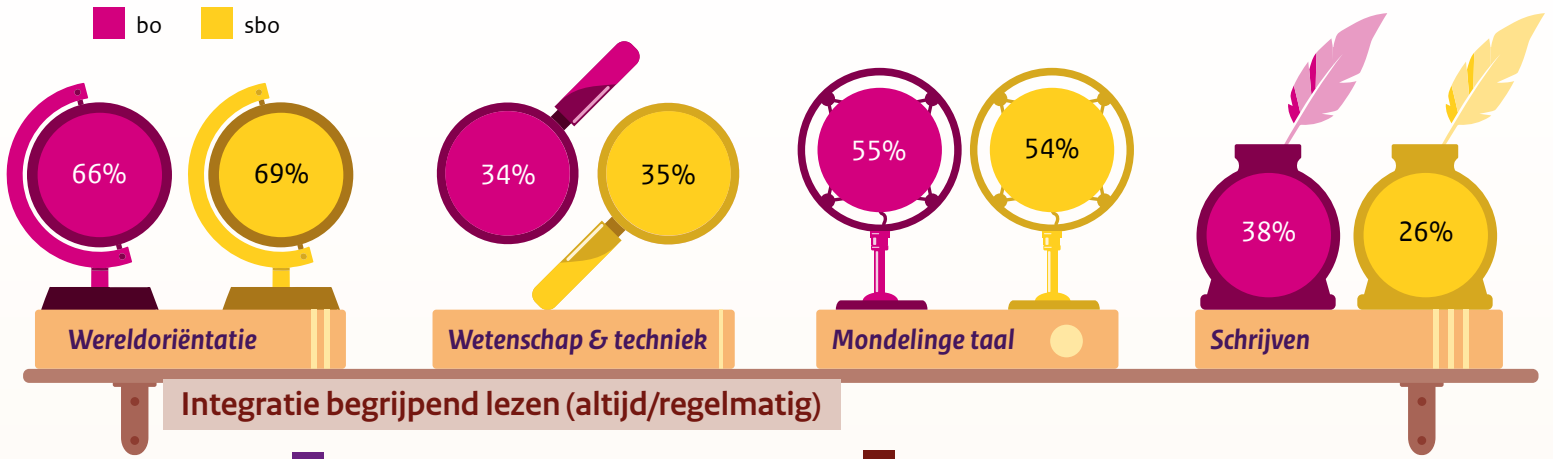 bo sbo
66% 69% 34% 35% 55% 54% 38% 26%
Wereldoriëntatie Wetenschap & techniek Mondelinge taal Schrijven
Integratie begrijpend lezen (altijd/regelmatig)